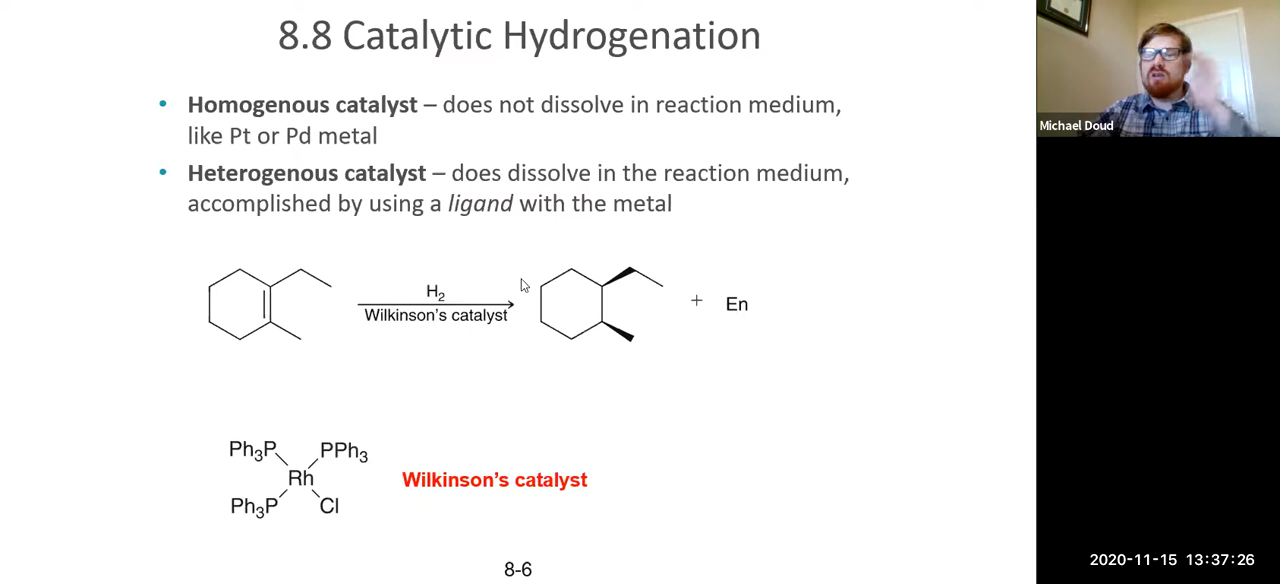 8.8 Catalytic Hydrogenation
• Homogenous catalyst – does not dissolve in reaction medium,
like Pt or Pd metal
• Heterogenous catalyst – does dissolve in the reaction medium,
accomplished by using a ligand with the metal
H2
Wilkinson's catalyst
+ En
Ph3P PPh3
Rh
Ph3P Cl
Wilkinson's catalyst
8-6
Michael Doud
2020-11-15 13:37:26